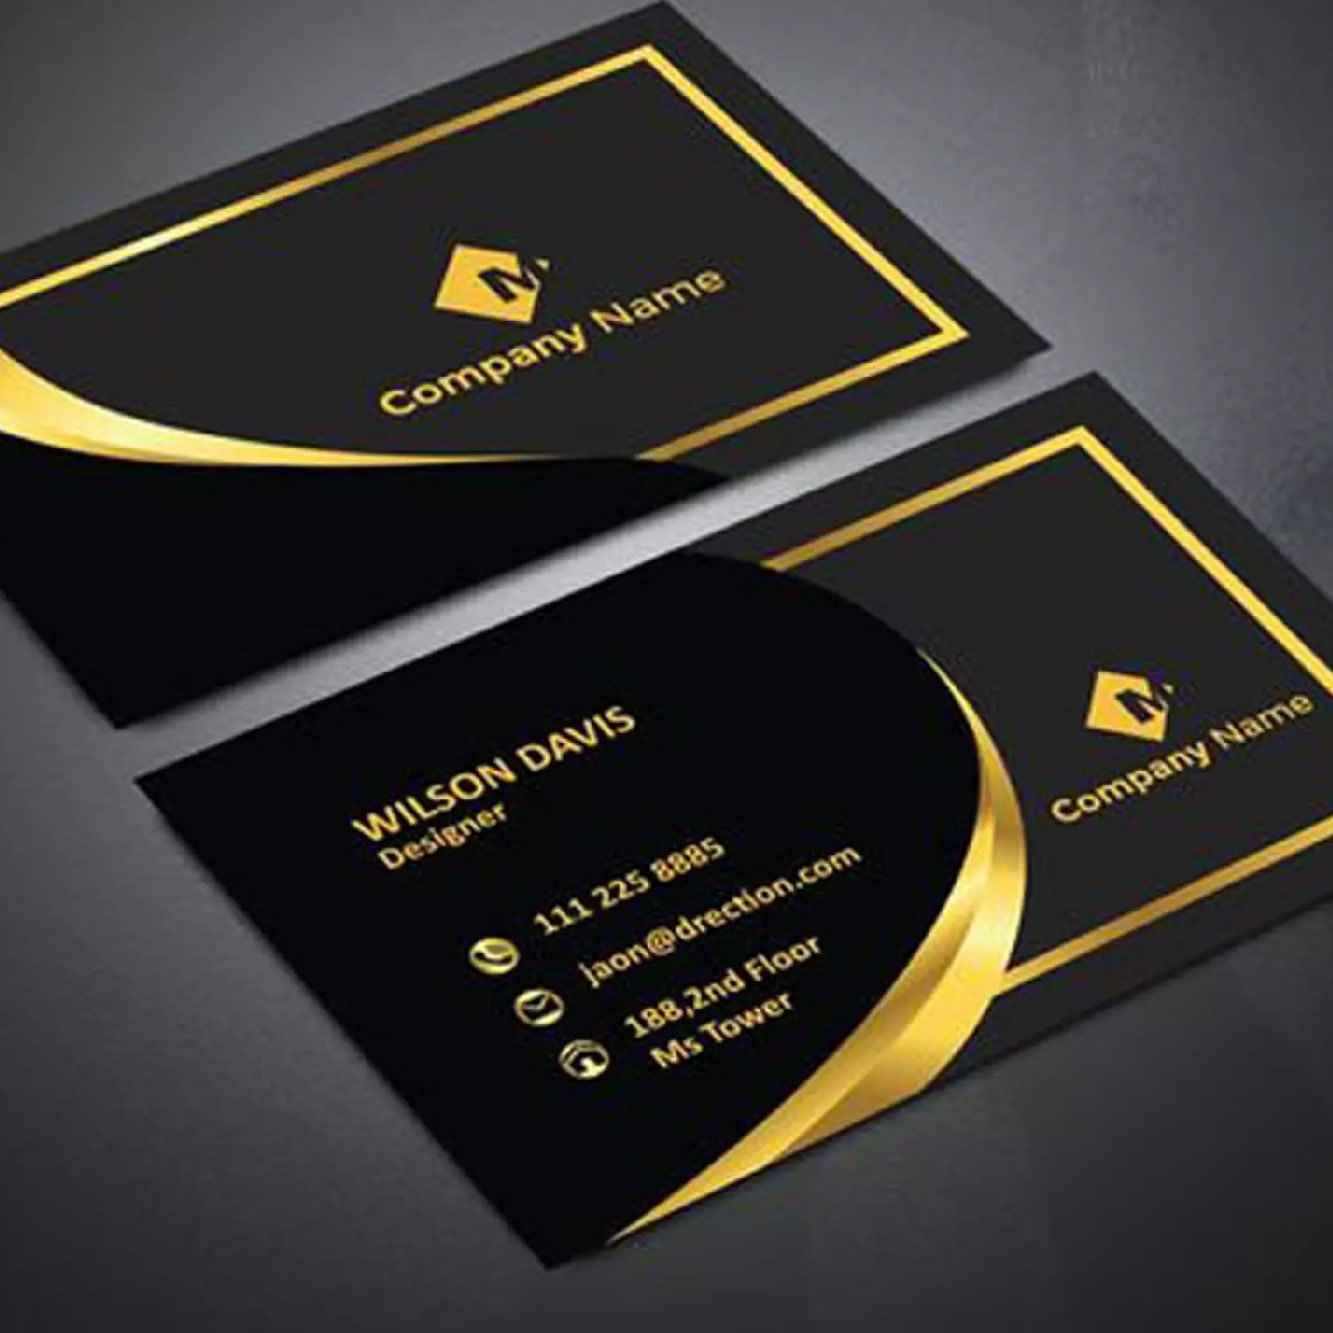 M
Company Name
WILSON DAVIS
Designer
111 225 8885
jaon@drection.com
188,2nd Floor
Ms Tower
M
Company Name